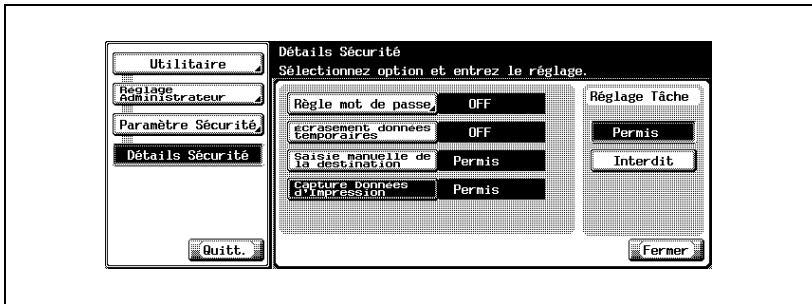 Utilitaire
Réglage
Administrateur
Paramètre Sécurité
Détails Sécurité
Quitt.
Détails Sécurité
Sélectionnez option et entrez le réglage.
Règle mot de passe OFF
Écrasement données
temporaires OFF
Saisie manuelle de
la destination Permis
Capture Données
d'Impression Permis
Réglage Tâche
Permis
Interdit
Fermer